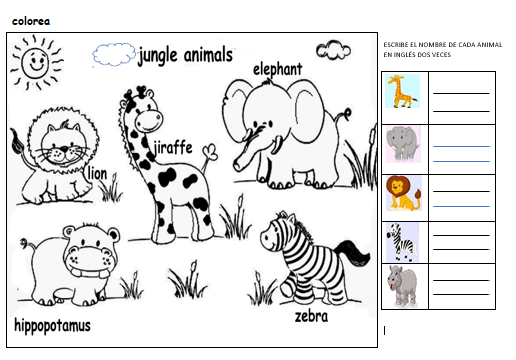 colorea
jungle animals
elephant
jiraffe
lion
hippopotamus
zebra
ESCRIBE EL NOMBRE DE CADA ANIMAL
EN INGLÉS DOS VECES